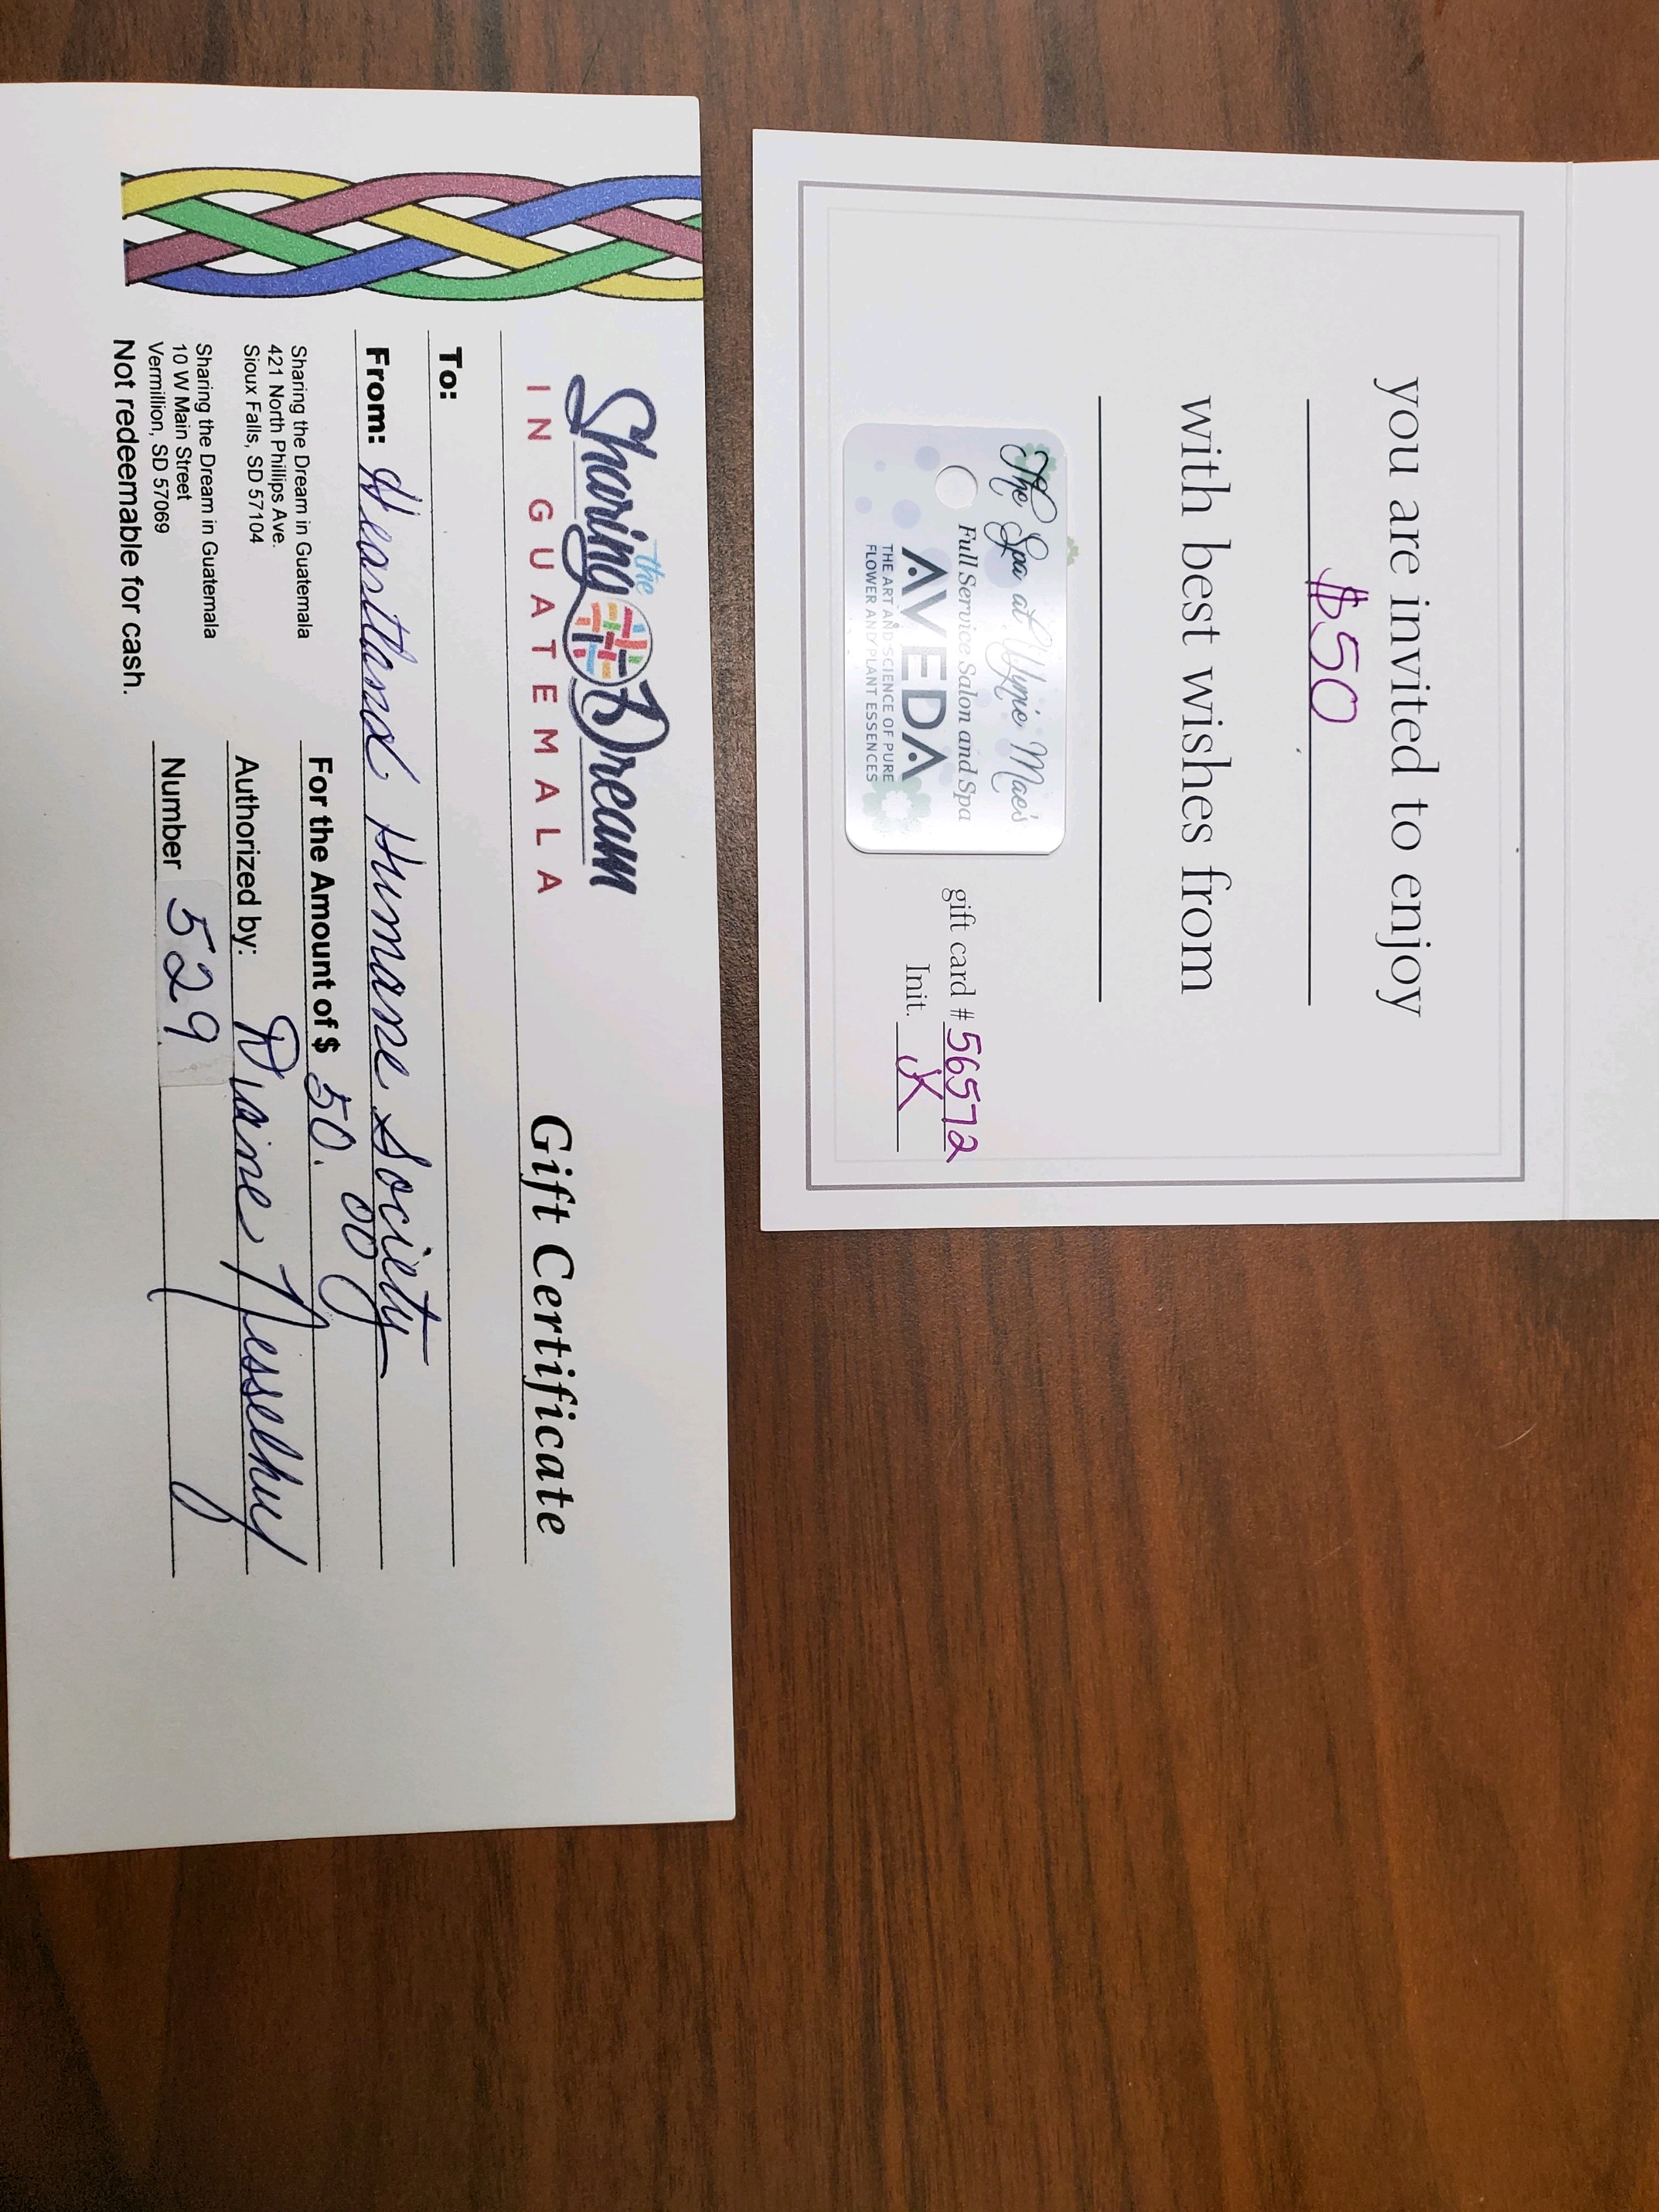 you are invited to enjoy
$50
with best wishes from
The Spa at Wynie Mae's
Full Service Salon and Spa
AVEDA
THE ART AND SCIENCE OF PURE
FLOWER AND PLANT ESSENCES
gift card # 56572
Init. JK
Sharing the Dream
IN GUATEMALA
Gift Certificate
To:
From: Heartland Humane Society
For the Amount of $ 50.00
Authorized by: Diane
Number 529
Sharing the Dream in Guatemala
421 North Phillips Ave.
Sioux Falls, SD 57104
Sharing the Dream in Guatemala
10 W Main Street
Vermillion, SD 57069
Not redeemable for cash.